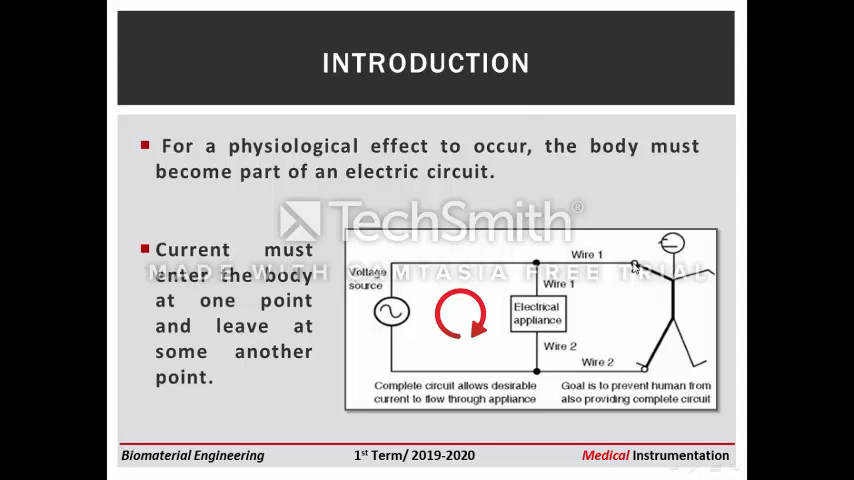 INTRODUCTION
For a physiological effect to occur, the body must
become part of an electric circuit.
TechSmith®
MADE WITH CAMTASIA FREE TRIAL
Current must
enter the body
at one point
and leave at
some another
point.
Wire 1
Voltage
source
Wire 1
Electrical
appliance
Wire 2
Wire 2
Complete circuit allows desirable
current to flow through appliance
Goal is to prevent human from
also providing complete circuit
Biomaterial Engineering
1st Term/ 2019-2020
Medical Instrumentation